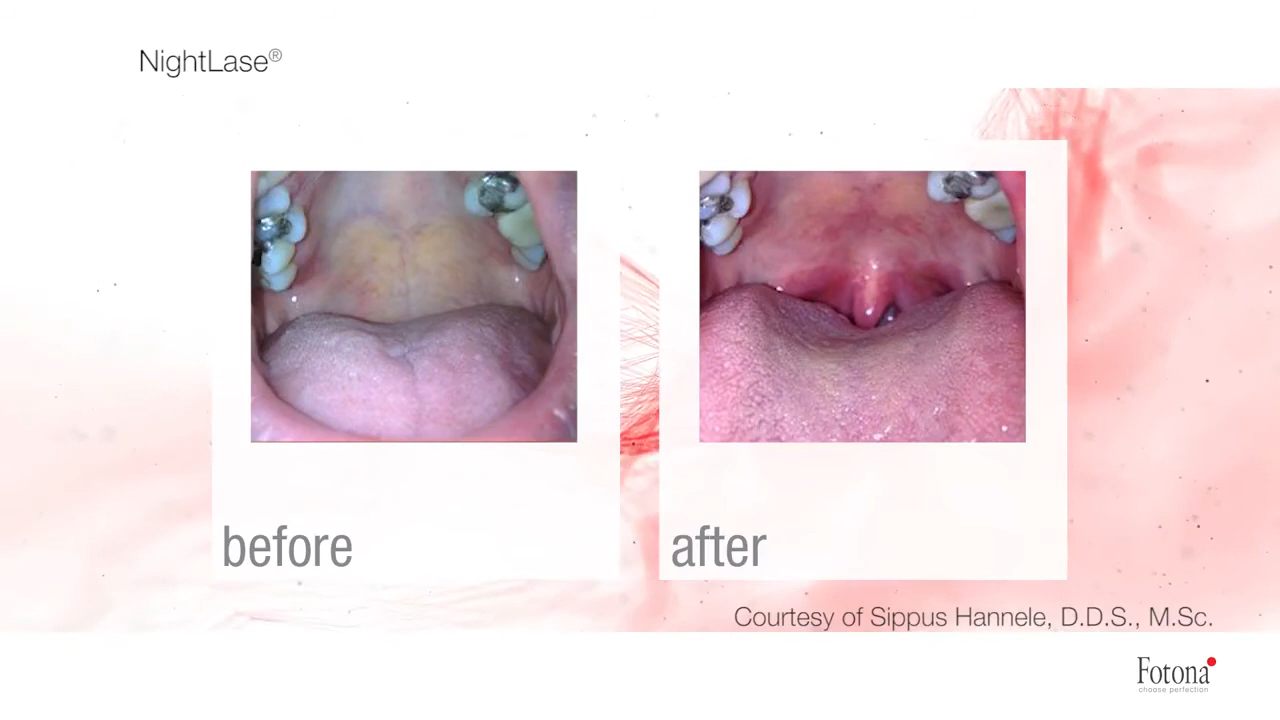 NightLase®
before
after
Courtesy of Sippus Hannele, D.D.S., M.Sc.
Fotona
choose perfection